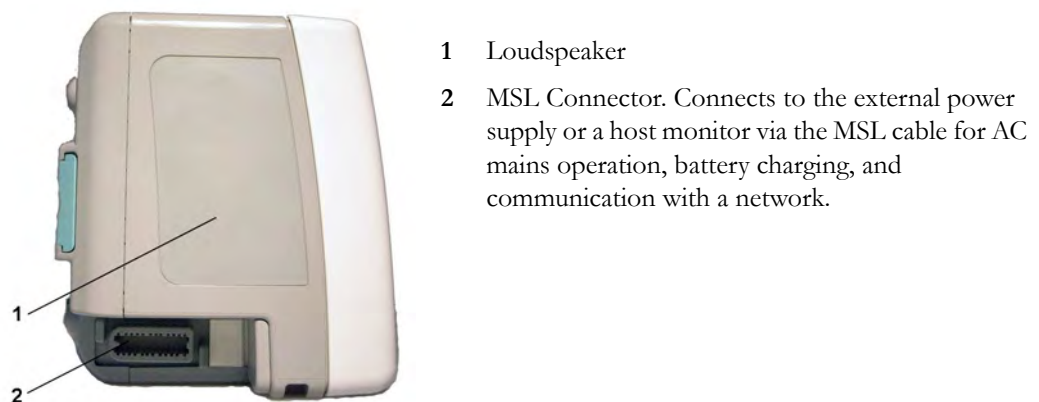 1 Loudspeaker
2 MSL Connector. Connects to the external power
supply or a host monitor via the MSL cable for AC
mains operation, battery charging, and
communication with a network.
1
2